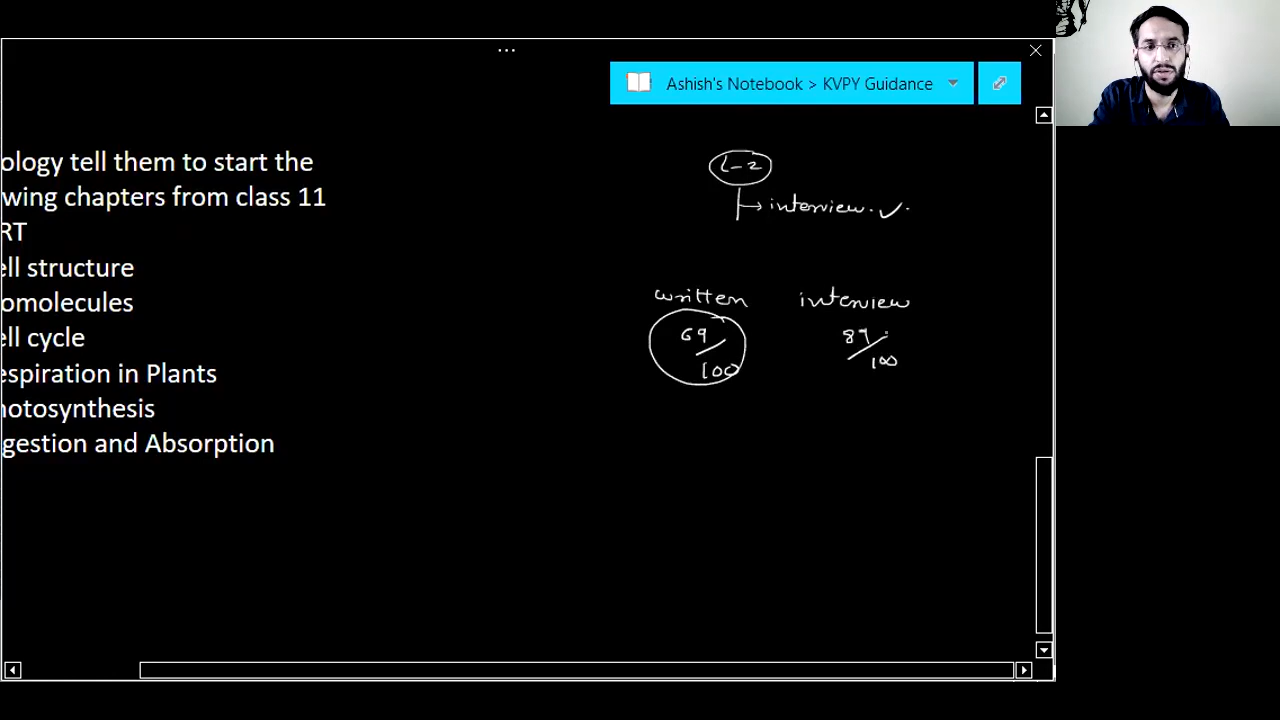 Ashish's Notebook > KVPY Guidance
ology tell them to start the
wing chapters from class 11
RT
ell structure
omolecules
ell cycle
espiration in Plants
hotosynthesis
gestion and Absorption
L-2
interview.
written interview
69/100 89/100